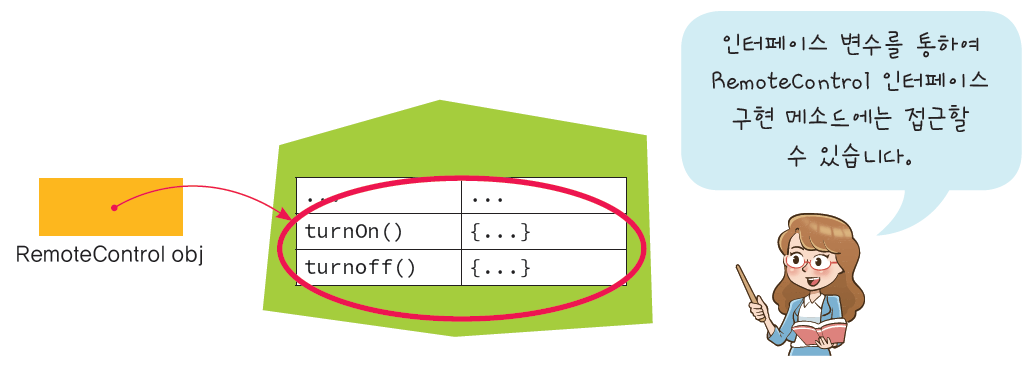 인터페이스 변수를 통하여
RemoteControl 인터페이스
구현 메소드에는 접근할
수 있습니다.
RemoteControl obj
... ...
turnOn() {...}
turnoff() {...}